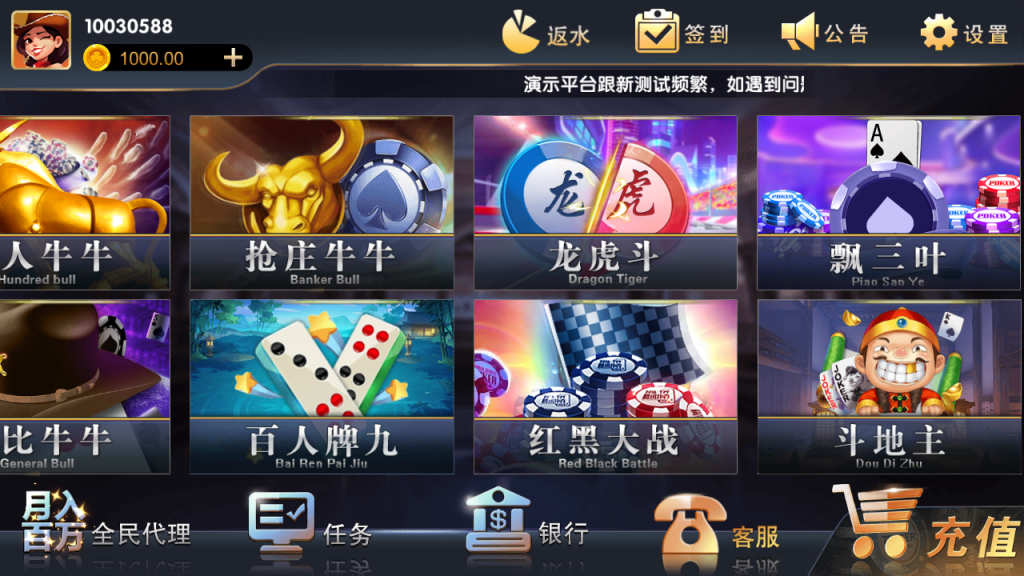 10030588
1000.00
返水
签到
公告
设置
演示平台跟新测试频繁，如遇到问
人牛牛
Hundred bull
抢庄牛牛
Banker Bull
龙
虎
龙虎斗
Dragon Tiger
A
POKER
POKER
飘三叶
Piao San Ye
比牛牛
General Bull
百人牌九
Bai Ren Pai Jiu
红黑大战
Red Black Battle
K
JOKER
斗地主
Dou Di Zhu
月入
百万
全民代理
任务
$
银行
客服
充值